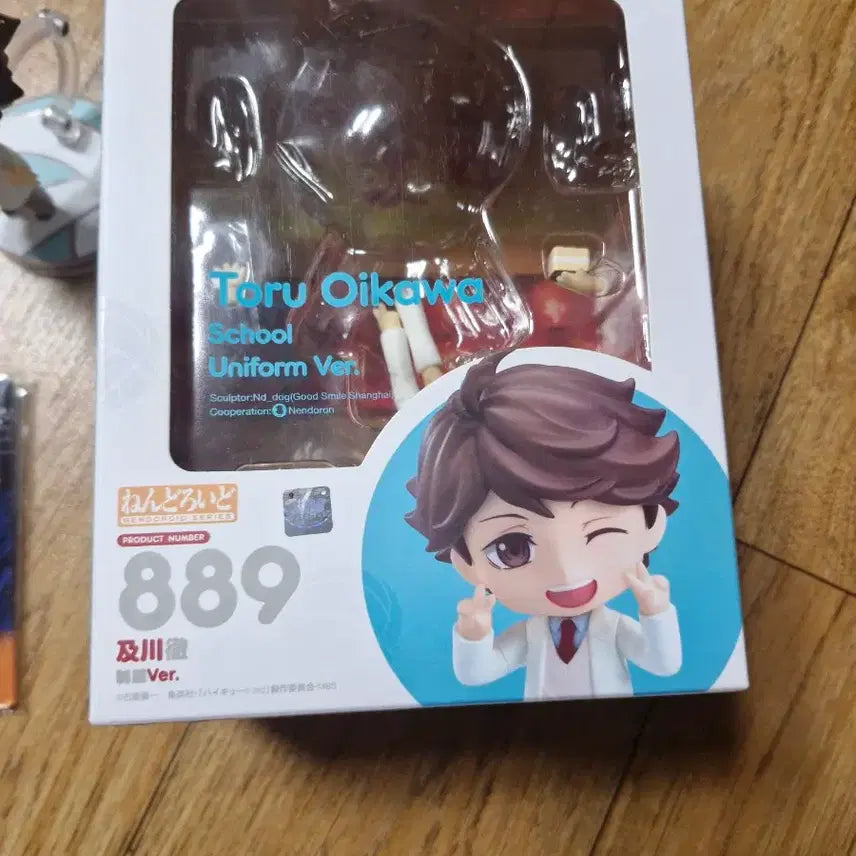 Toru Oikawa
School
Uniform Ver.
Sculptor:Nd_dog(Good Smile Shanghai)
Cooperation: Nendoron
ねんどろいど
NENDOROID SERIES
PRODUCT NUMBER
889
及川徹
制服Ver.